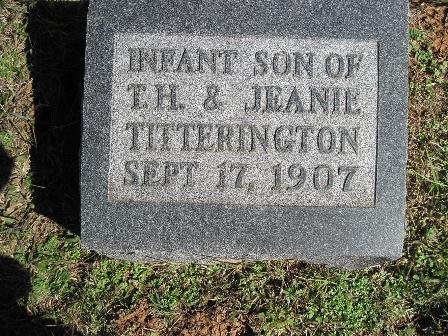 INFANT SON OF
T.H. & JEANIE
TITTERINGTON
SEPT 17, 1907